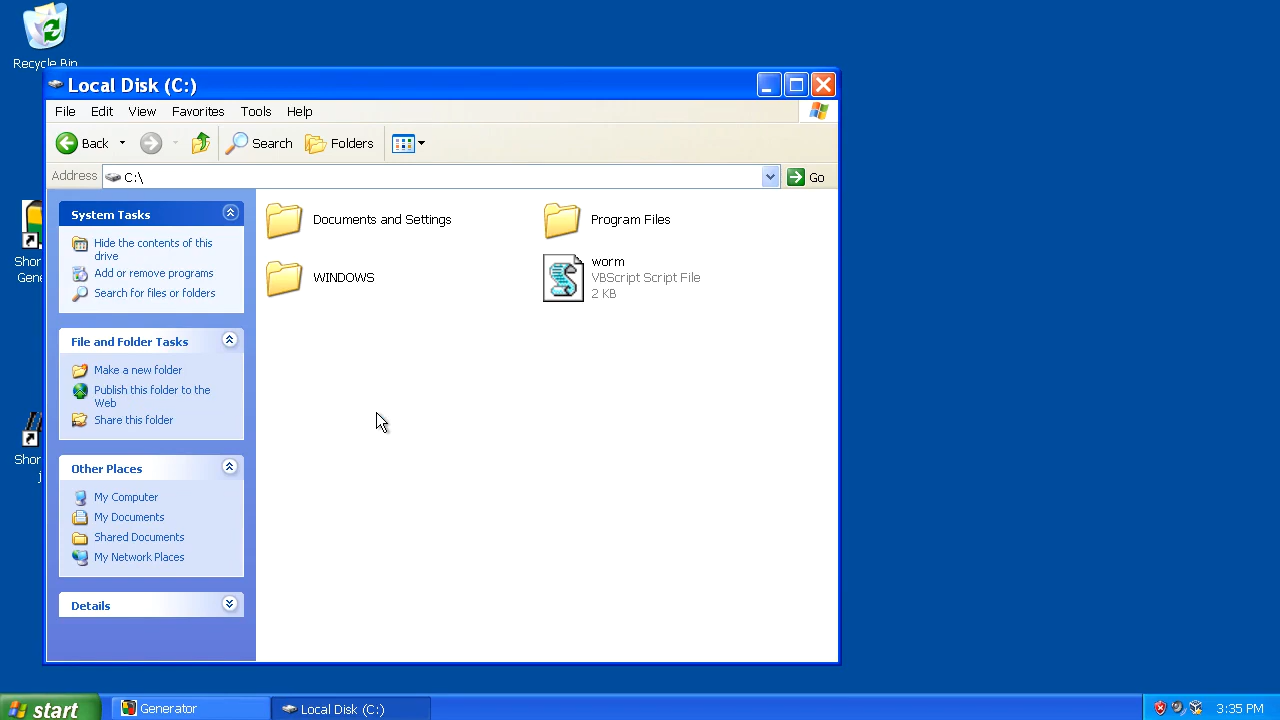 Recycle Bin
Local Disk (C:)
File Edit View Favorites Tools Help
Back Search Folders
Address C:\ Go
System Tasks
Hide the contents of this
drive
Add or remove programs
Search for files or folders
File and Folder Tasks
Make a new folder
Publish this folder to the
Web
Share this folder
Other Places
My Computer
My Documents
Shared Documents
My Network Places
Details
Documents and Settings
Program Files
WINDOWS
worm
VBScript Script File
2 KB
Shor
Gene
Shor
j
start
Generator
Local Disk (C:)
3:35 PM